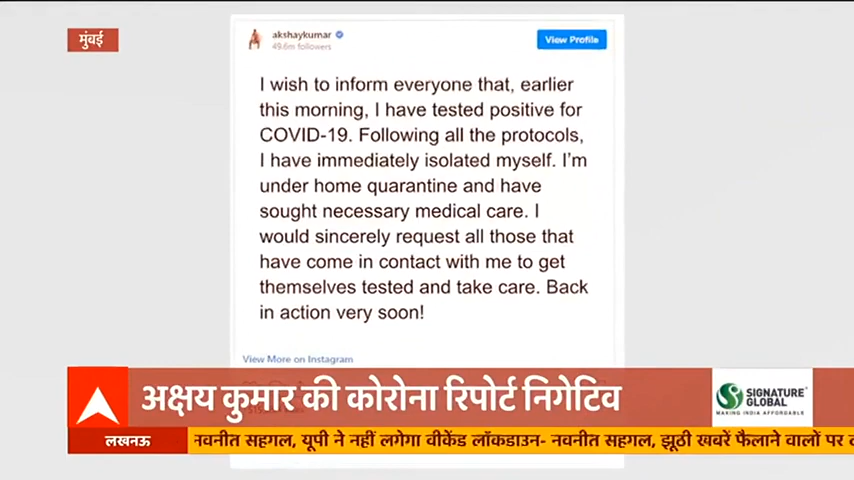 मुंबई
akshaykumar
49.6m followers
View Profile
I wish to inform everyone that, earlier
this morning, I have tested positive for
COVID-19. Following all the protocols,
I have immediately isolated myself. I'm
under home quarantine and have
sought necessary medical care. I
would sincerely request all those that
have come in contact with me to get
themselves tested and take care. Back
in action very soon!
View More on Instagram
अक्षय कुमार की कोरोना रिपोर्ट निगेटिव
SIGNATURE
GLOBAL
MAKING INDIA AFFORDABLE
लखनऊ
नवनीत सहगल, यूपी ने नहीं लगेगा वीकेंड लॉकडाउन- नवनीत सहगल, झूठी खबरें फैलाने वालों पर